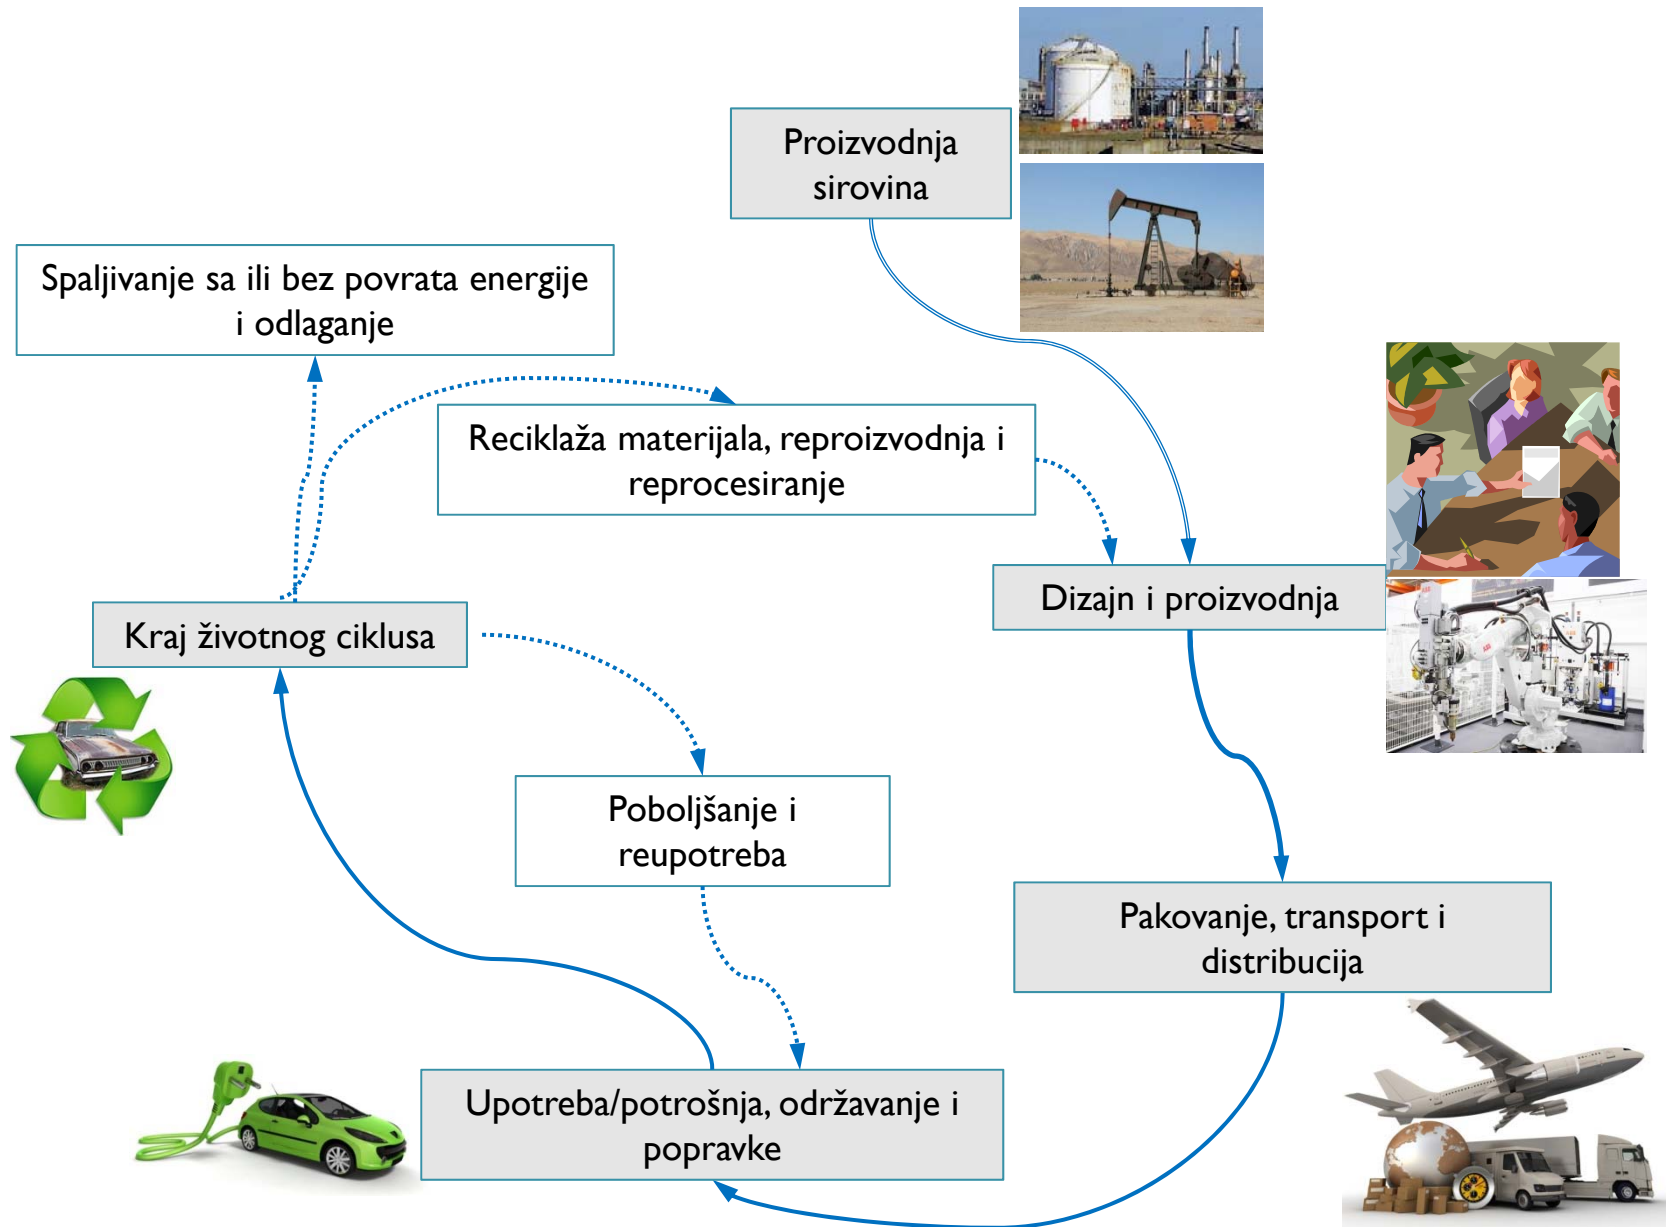 Proizvodnja
sirovina
Spaljivanje sa ili bez povrata energije
i odlaganje
Reciklaža materijala, reproizvodnja i
reprocesiranje
Dizajn i proizvodnja
Kraj životnog ciklusa
Poboljšanje i
reupotreba
Pakovanje, transport i
distribucija
Upotreba/potrošnja, održavanje i
popravke